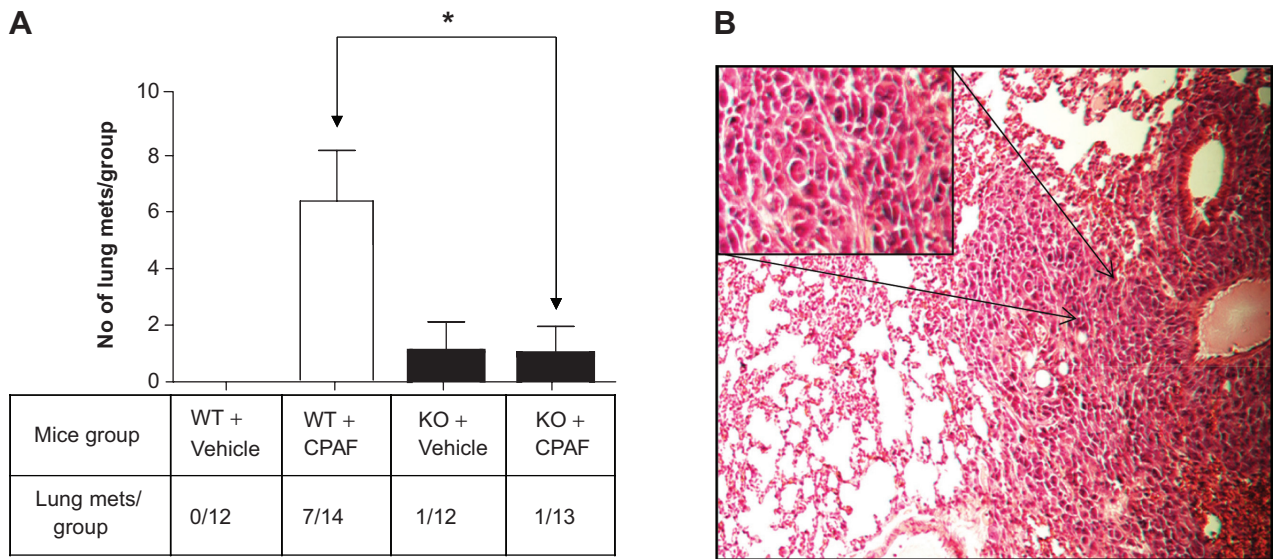 A
B
*
No of lung mets/group
10
8
6
4
2
0
Mice group
WT +
Vehicle
WT +
CPAF
KO +
Vehicle
KO +
CPAF
Lung mets/
group
0/12
7/14
1/12
1/13